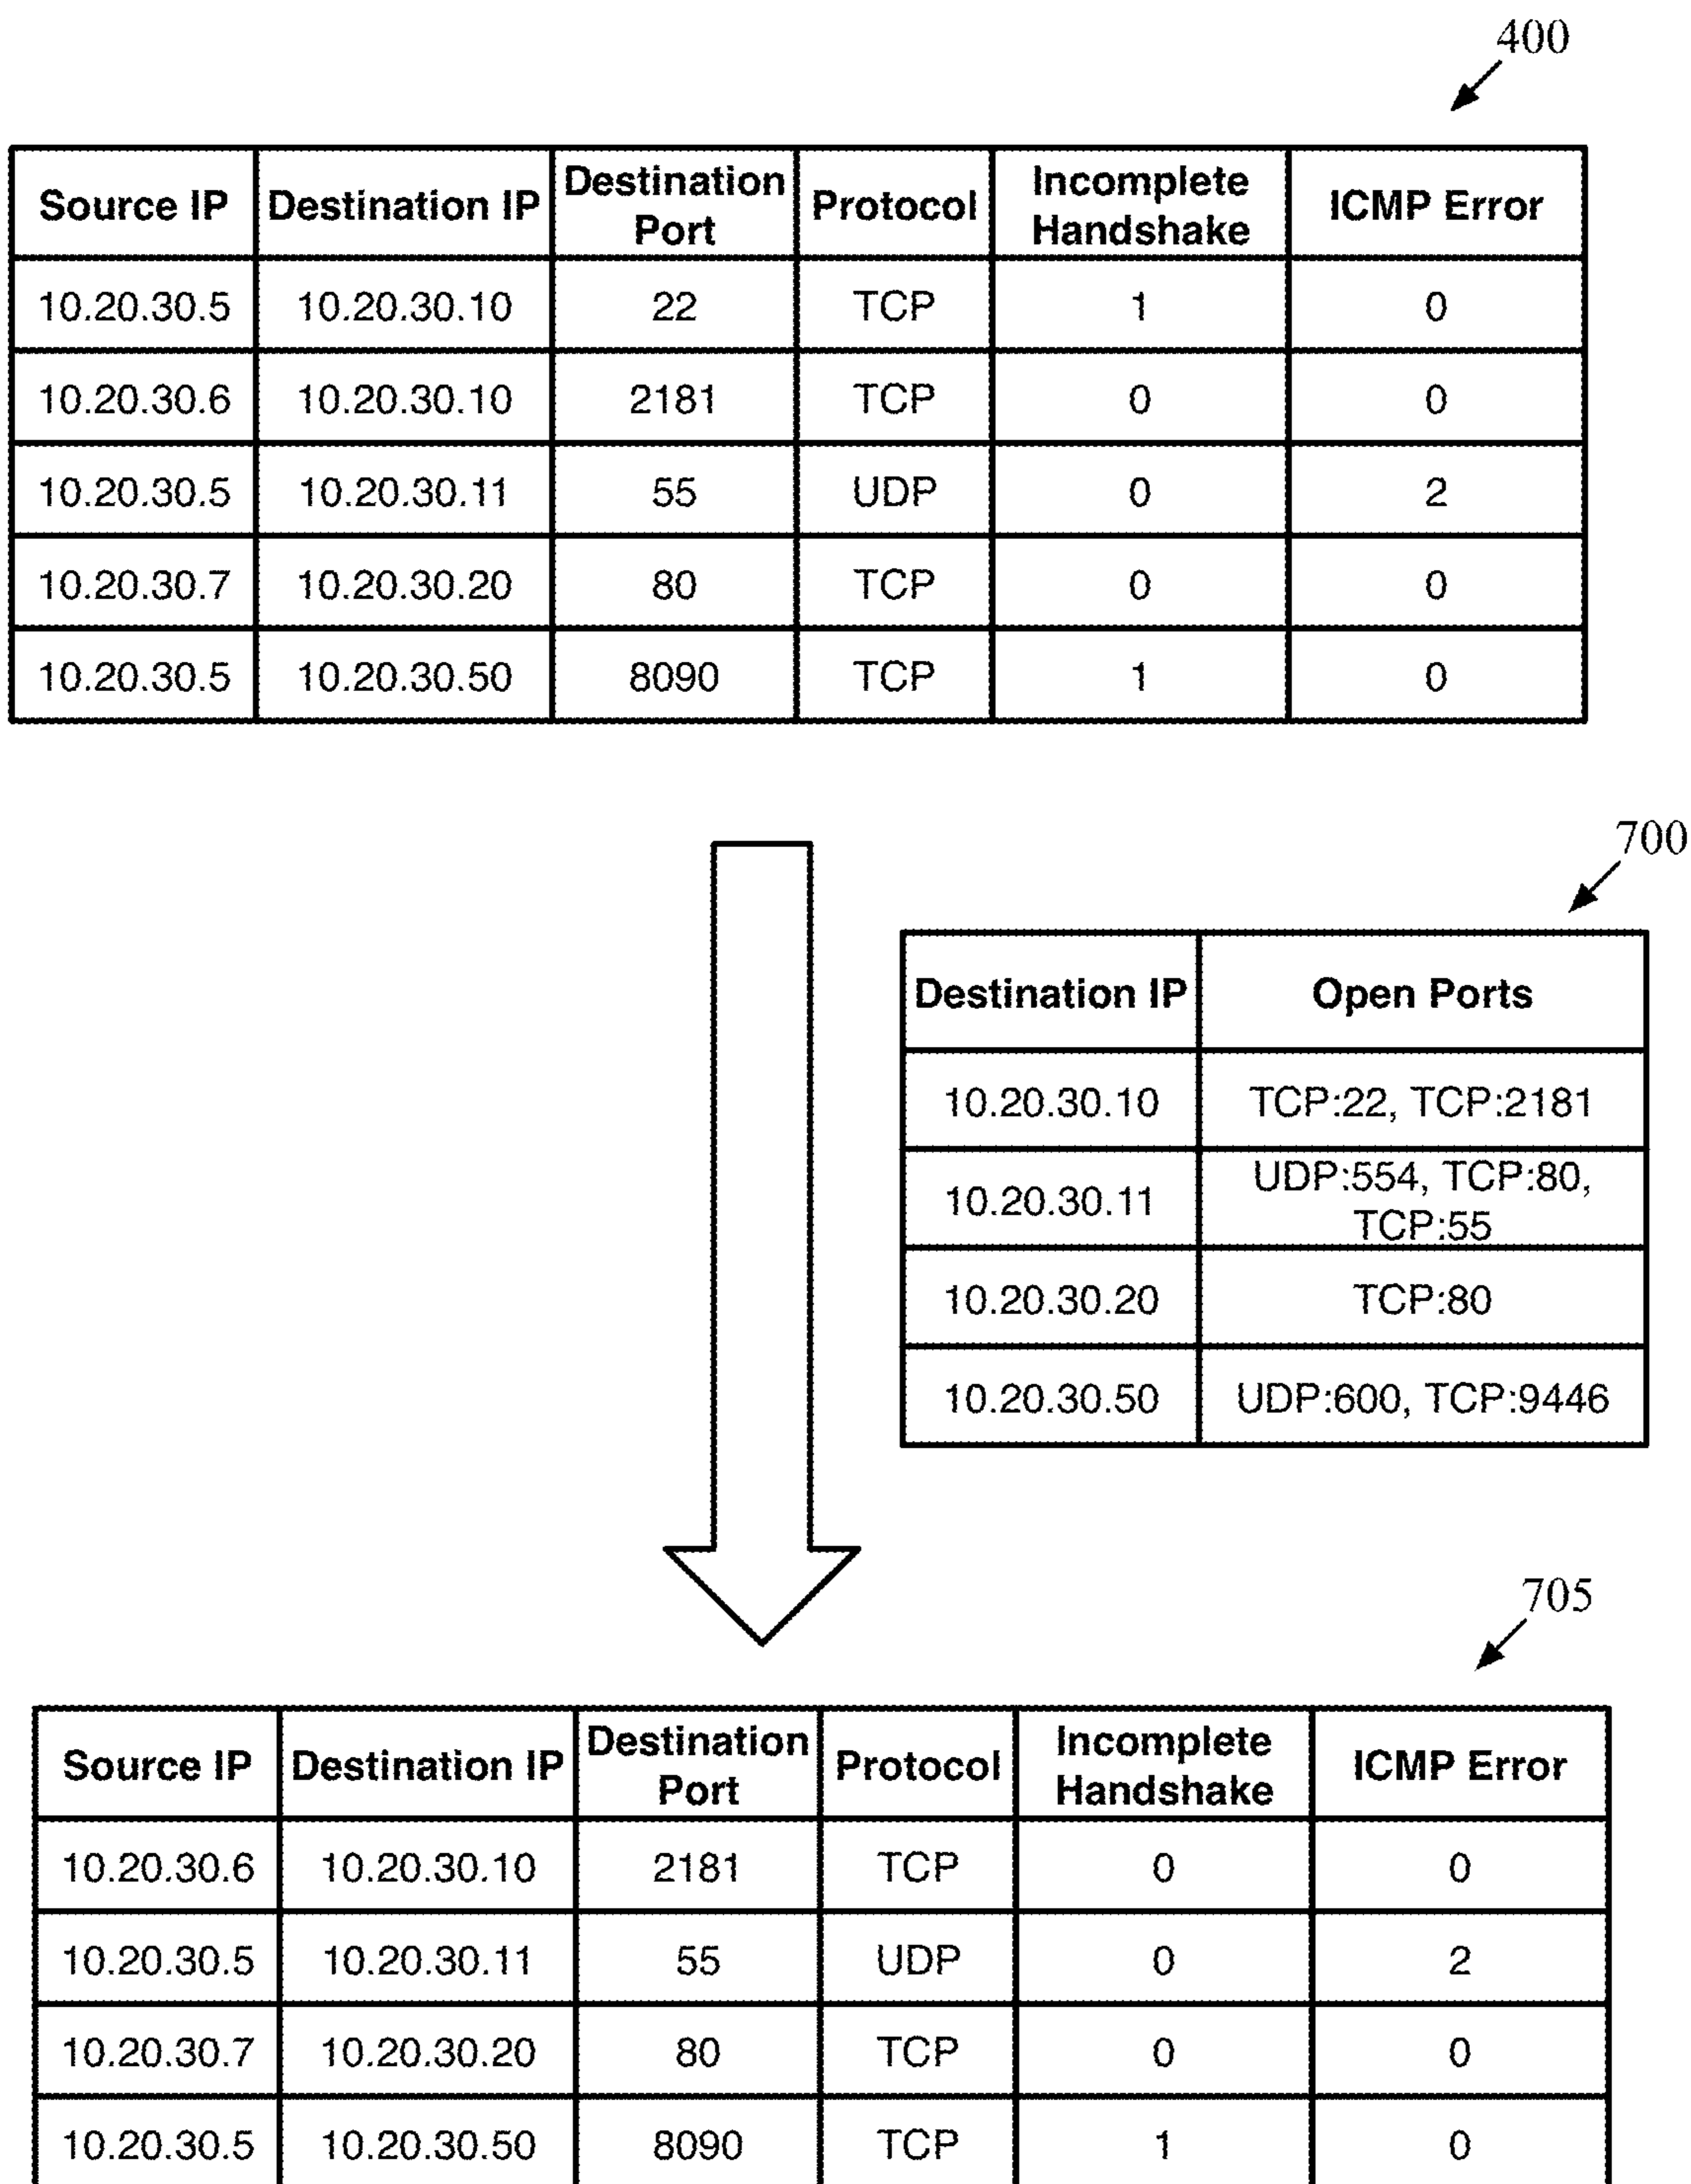 400
Source IP Destination IP Destination Port Protocol Incomplete Handshake ICMP Error
10.20.30.5 10.20.30.10 22 TCP 1 0
10.20.30.6 10.20.30.10 2181 TCP 0 0
10.20.30.5 10.20.30.11 55 UDP 0 2
10.20.30.7 10.20.30.20 80 TCP 0 0
10.20.30.5 10.20.30.50 8090 TCP 1 0
700
Destination IP Open Ports
10.20.30.10 TCP:22, TCP:2181
10.20.30.11 UDP:554, TCP:80, TCP:55
10.20.30.20 TCP:80
10.20.30.50 UDP:600, TCP:9446
705
Source IP Destination IP Destination Port Protocol Incomplete Handshake ICMP Error
10.20.30.6 10.20.30.10 2181 TCP 0 0
10.20.30.5 10.20.30.11 55 UDP 0 2
10.20.30.7 10.20.30.20 80 TCP 0 0
10.20.30.5 10.20.30.50 8090 TCP 1 0